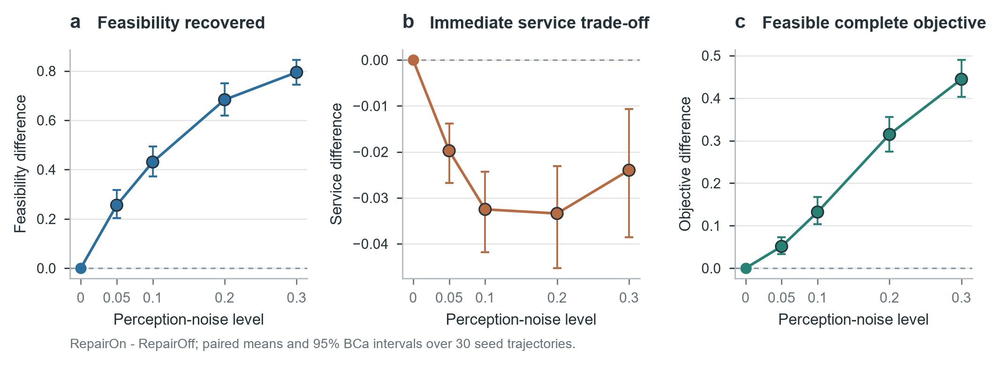 a Feasibility recovered
Feasibility difference
0.8
0.6
0.4
0.2
0.0
0 0.05 0.1 0.2 0.3
Perception-noise level
b Immediate service trade-off
Service difference
0.00
−0.01
−0.02
−0.03
−0.04
0 0.05 0.1 0.2 0.3
Perception-noise level
c Feasible complete objective
Objective difference
0.5
0.4
0.3
0.2
0.1
0.0
0 0.05 0.1 0.2 0.3
Perception-noise level
RepairOn - RepairOff; paired means and 95% BCa intervals over 30 seed trajectories.